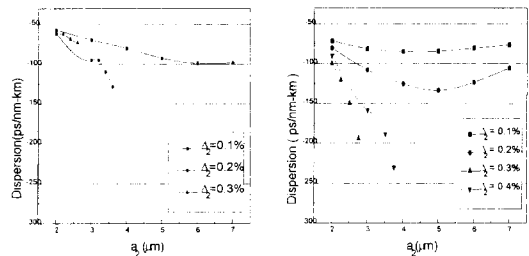 -50
-100
-150
-200
-250
-300
Dispersion(ps/nm-km)
Δ2=0.1%
Δ2=0.2%
Δ2=0.3%
2 3 4 5 6 7
a2(μm)
-50
-100
-150
-200
-250
-300
Dispersion ( ps/nm-km )
Δ2 = 0.1%
Δ2 = 0.2%
Δ2 = 0.3%
Δ2 = 0.4%
2 3 4 5 6 7
a2(μm)